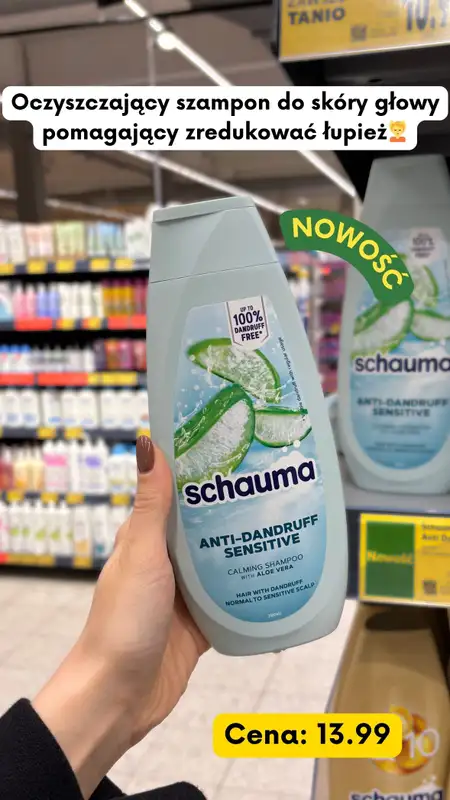 TANIO
Oczyszczający szampon do skóry głowy
pomagający zredukować łupież
NOWOŚĆ
UP TO
100%
DANDRUFF
FREE*
schauma
ANTI-DANDRUFF
SENSITIVE
CALMING SHAMPOO
WITH ALOE VERA
HAIR WITH DANDRUFF
NORMAL TO SENSITIVE SCALP
schauma
ANTI-DANDRUFF
SENSITIVE
Nowość
Cena: 13.99
schauma